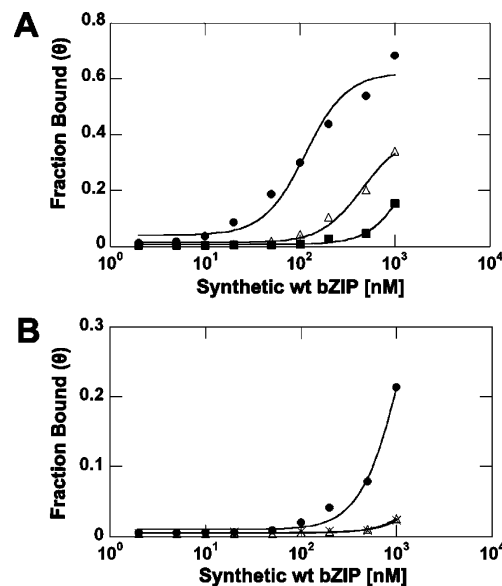 A
0.8
0.6
0.4
0.2
0
Fraction Bound (θ)
10⁰ 10¹ 10² 10³ 10⁴
Synthetic wt bZIP [nM]
B
0.3
0.2
0.1
0
Fraction Bound (θ)
10⁰ 10¹ 10² 10³ 10⁴
Synthetic wt bZIP [nM]